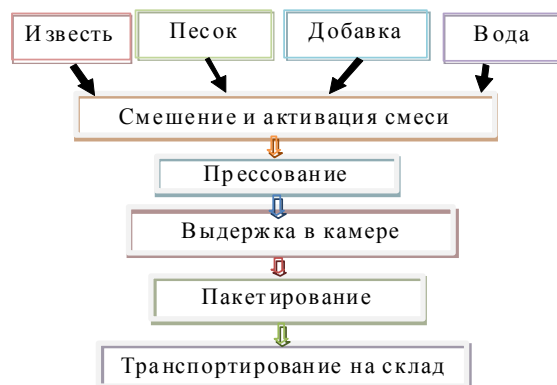 Известь
Песок
Добавка
Вода
Смешение и активация смеси
Прессование
Выдержка в камере
Пакетирование
Транспортирование на склад